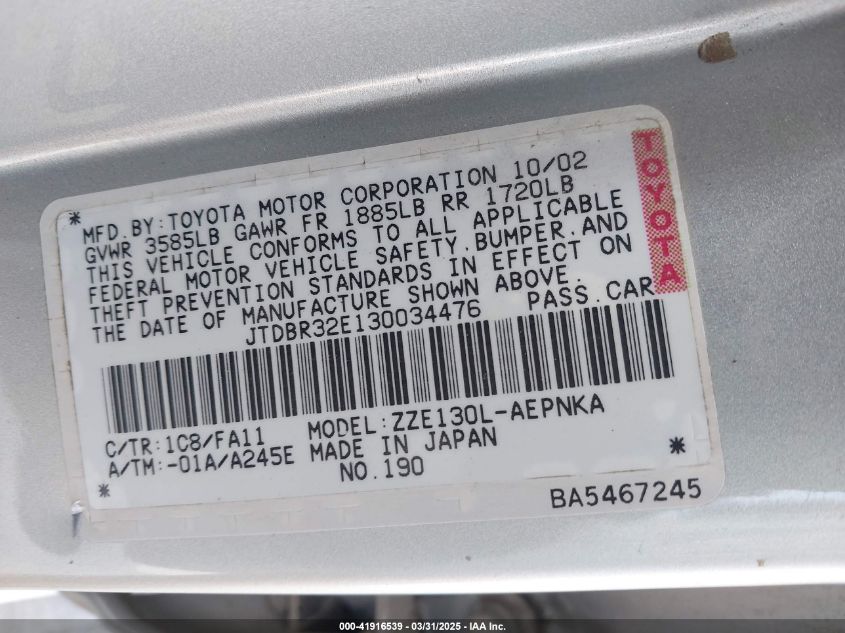 MFD. BY: TOYOTA MOTOR CORPORATION 10/02
GVWR 3585LB GAWR FR 1885LB RR 1720LB
THIS VEHICLE CONFORMS TO ALL APPLICABLE
FEDERAL MOTOR VEHICLE SAFETY, BUMPER, AND
THEFT PREVENTION STANDARDS IN EFFECT ON
THE DATE OF MANUFACTURE SHOWN ABOVE.
JTDBR32E130034476 PASS. CAR
TOYOTA
C/TR: 1C8/FA11 MODEL: ZZE130L-AEPNKA
A/TM: -01A/A245E MADE IN JAPAN
NO. 190
BA5467245
000-41916539 - 03/31/2025 - IAA Inc.